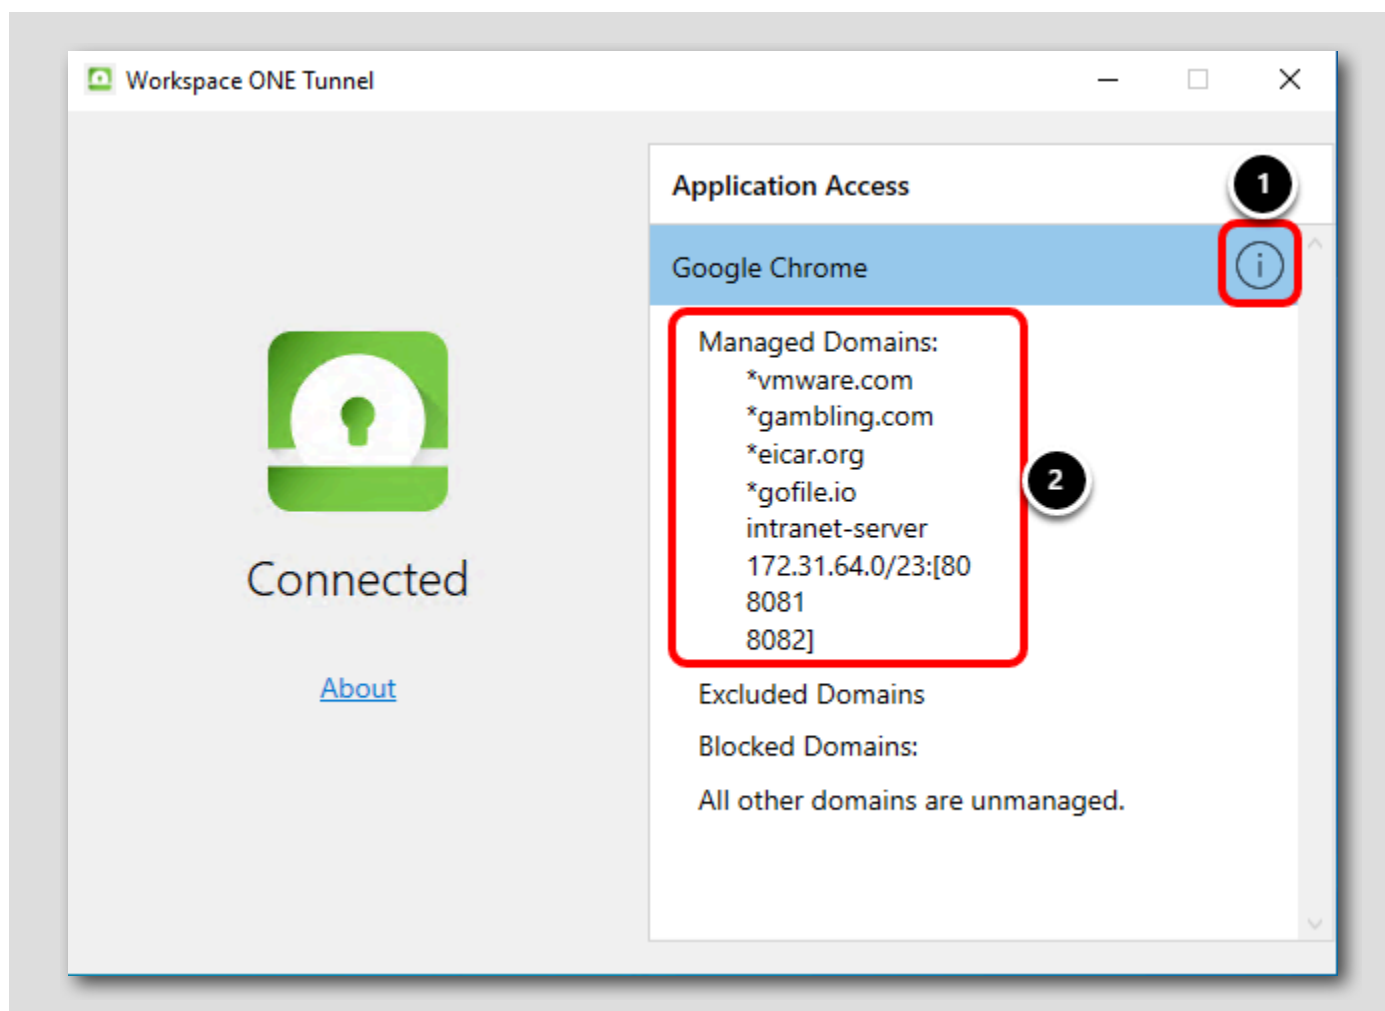 Workspace ONE Tunnel
Application Access
1
Google Chrome
i
Managed Domains:
*vmware.com
*gambling.com
*eicar.org
*gofile.io
2
intranet-server
172.31.64.0/23:[80
8081
8082]
Connected
About
Excluded Domains
Blocked Domains:
All other domains are unmanaged.